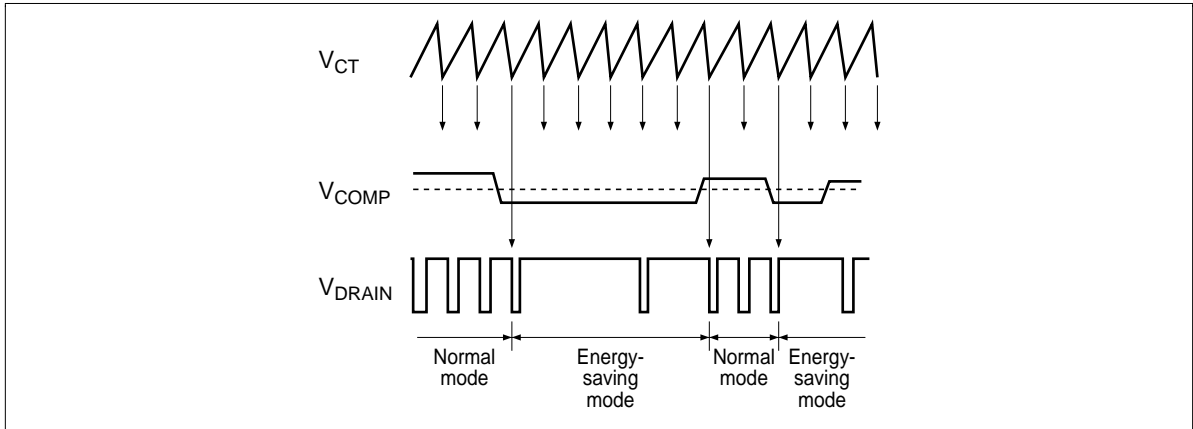 VCT
VCOMP
VDRAIN
Normal
mode
Energy-
saving
mode
Normal
mode
Energy-
saving
mode